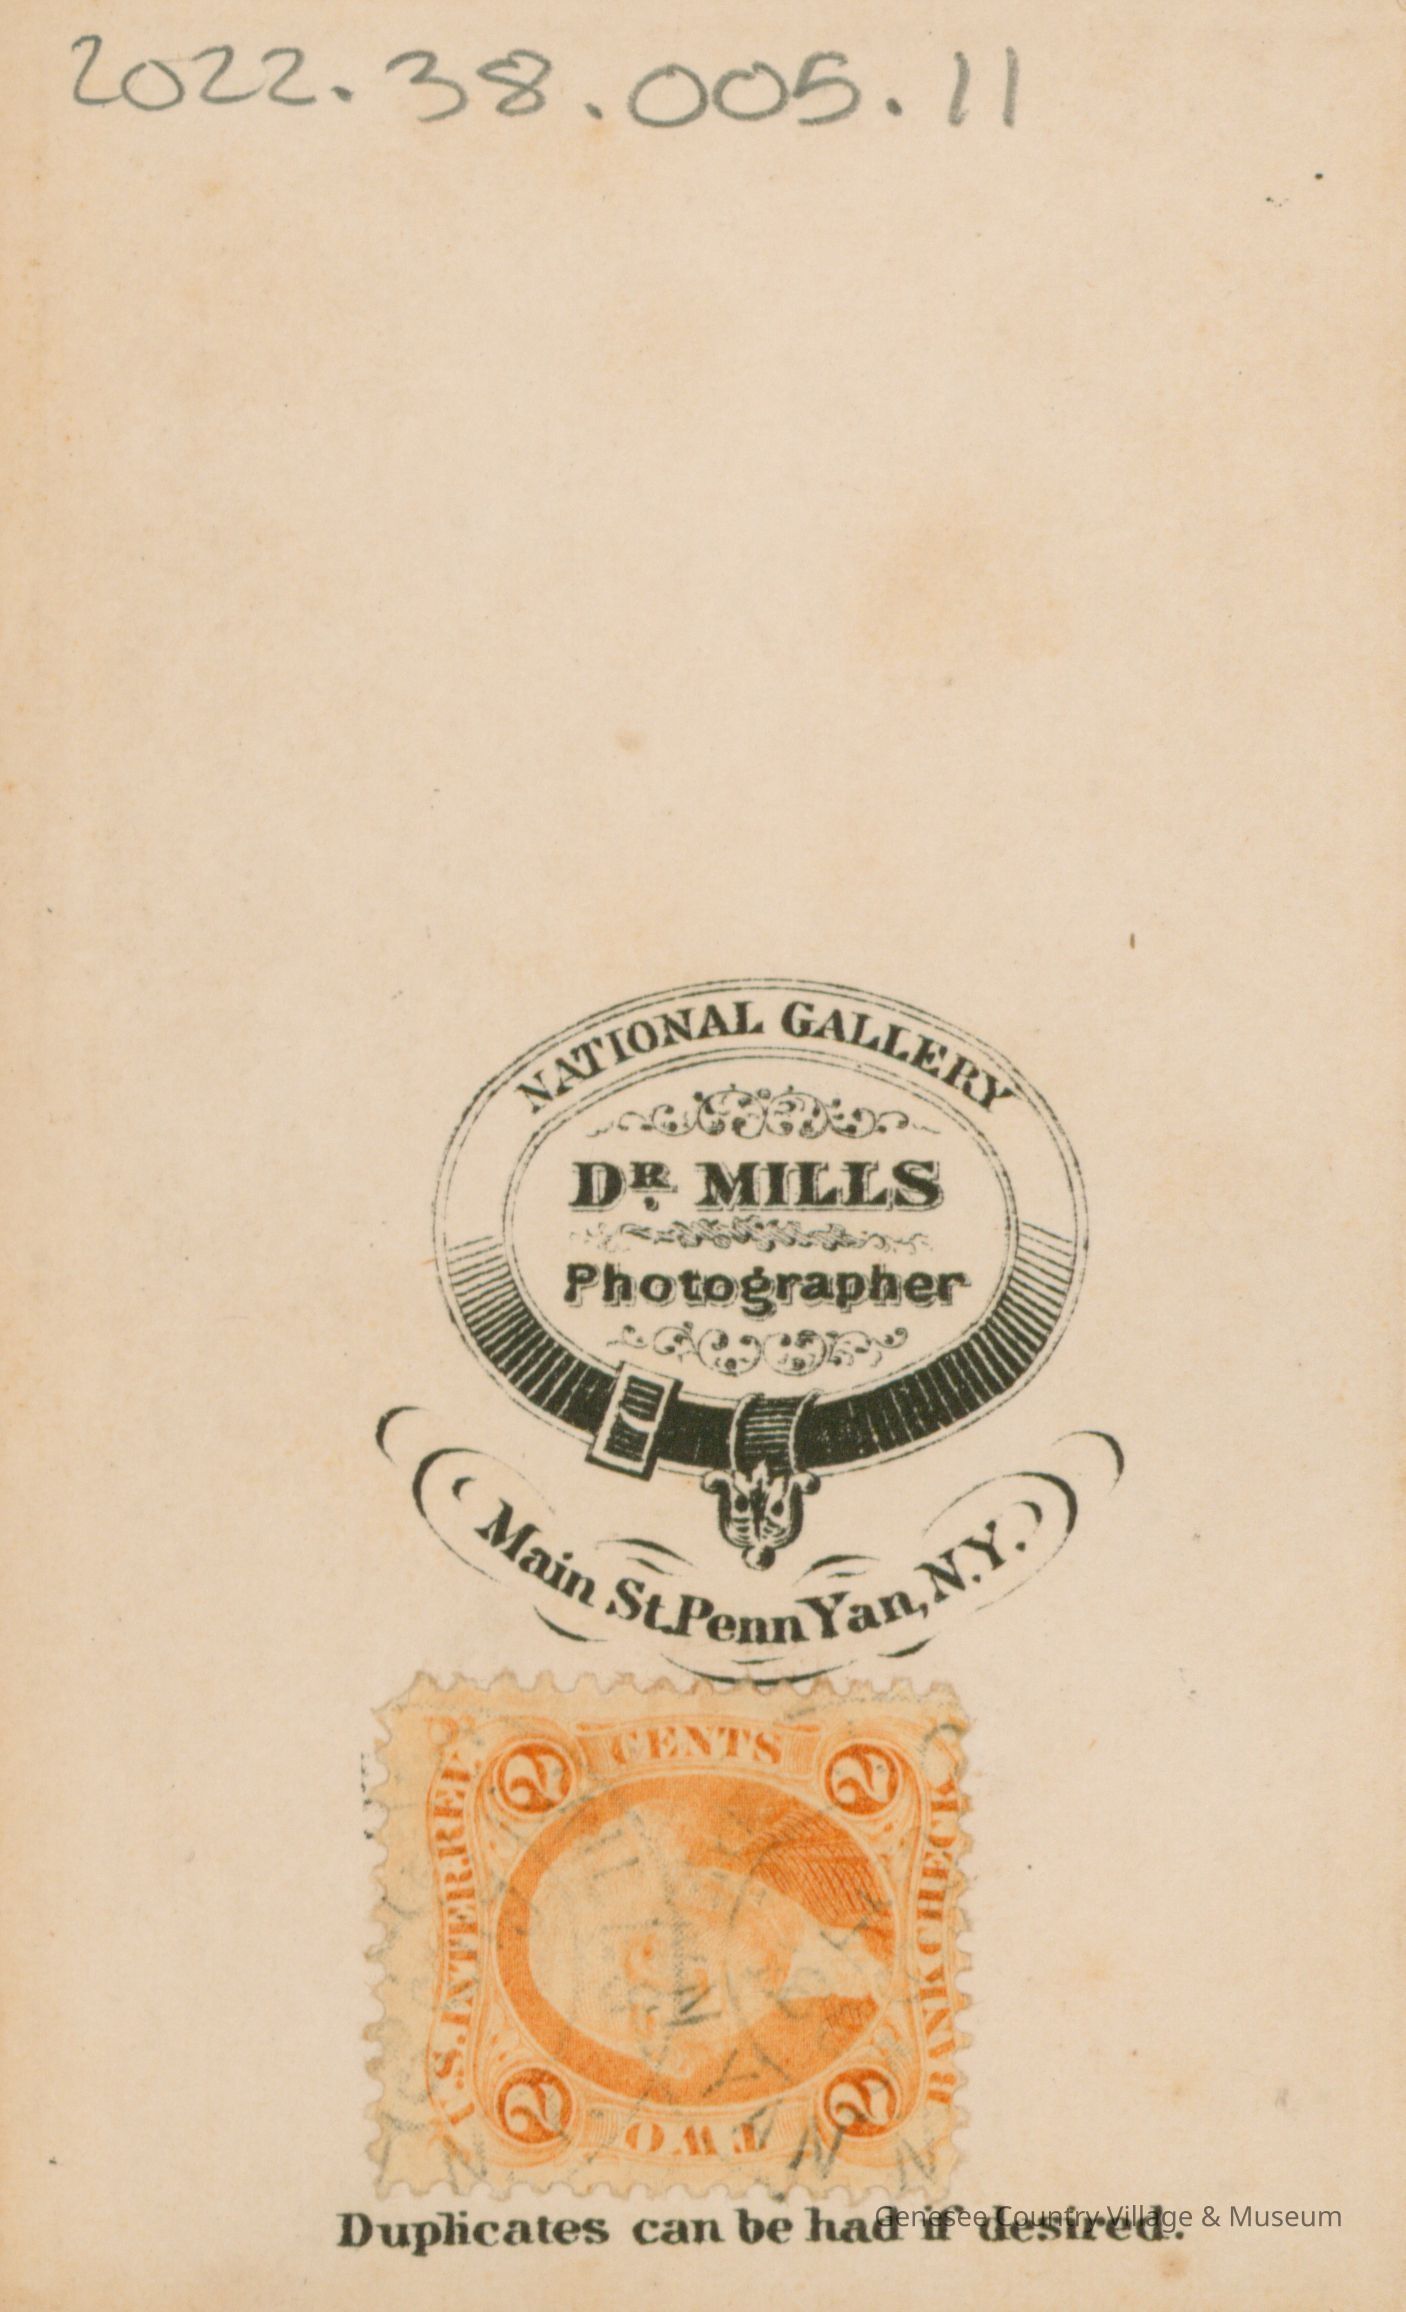 2022.38.005.11
NATIONAL GALLERY
DR. MILLS
Photographer
Main St. Penn Yan, N.Y.
CENTS
2 2
U.S. INTER. REV.
BANK CHECK
2 2
TWO
Duplicates can be had if desired.
Genesee Country Village & Museum